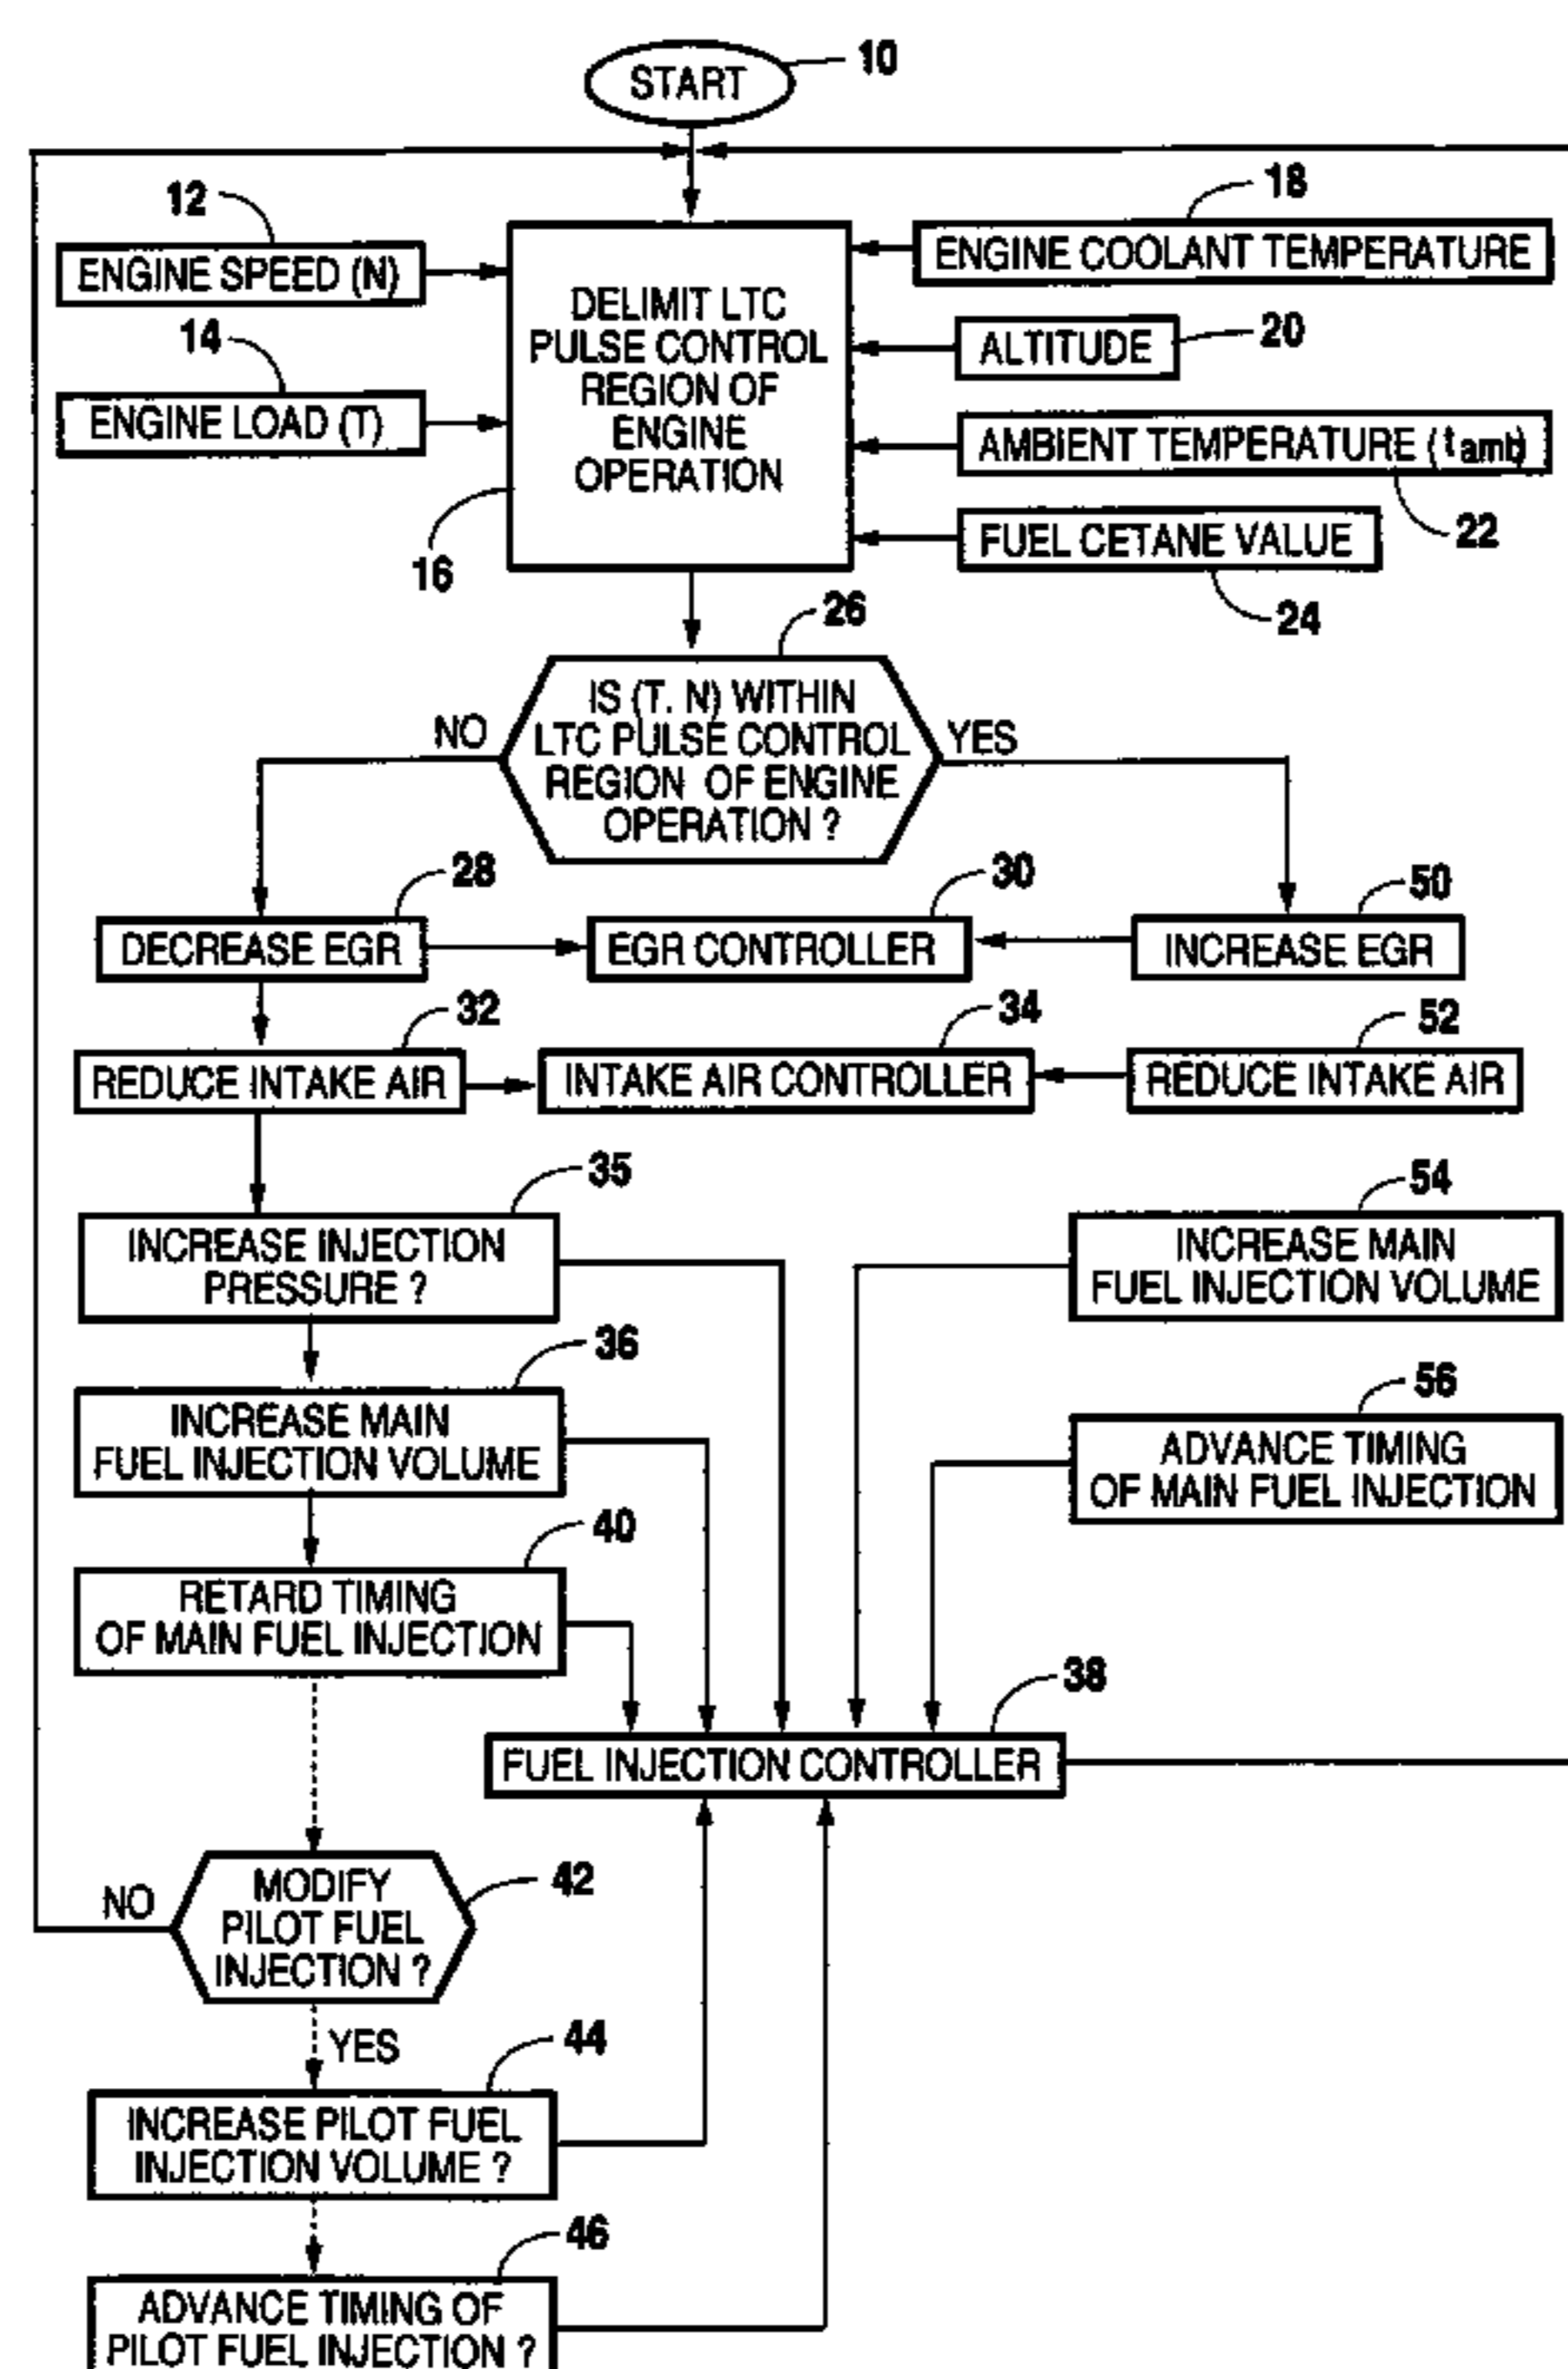 START
10
12
ENGINE SPEED (N)
14
ENGINE LOAD (T)
DELIMIT LTC
PULSE CONTROL
REGION OF
ENGINE
OPERATION
16
18
ENGINE COOLANT TEMPERATURE
ALTITUDE
20
AMBIENT TEMPERATURE (tamb)
22
FUEL CETANE VALUE
24
26
IS (T. N) WITHIN
LTC PULSE CONTROL
REGION OF ENGINE
OPERATION ?
NO
YES
28
DECREASE EGR
30
EGR CONTROLLER
50
INCREASE EGR
32
REDUCE INTAKE AIR
34
INTAKE AIR CONTROLLER
52
REDUCE INTAKE AIR
35
INCREASE INJECTION
PRESSURE ?
54
INCREASE MAIN
FUEL INJECTION VOLUME
36
INCREASE MAIN
FUEL INJECTION VOLUME
56
ADVANCE TIMING
OF MAIN FUEL INJECTION
40
RETARD TIMING
OF MAIN FUEL INJECTION
38
FUEL INJECTION CONTROLLER
MODIFY
PILOT FUEL
INJECTION ?
42
NO
YES
44
INCREASE PILOT FUEL
INJECTION VOLUME ?
46
ADVANCE TIMING OF
PILOT FUEL INJECTION ?